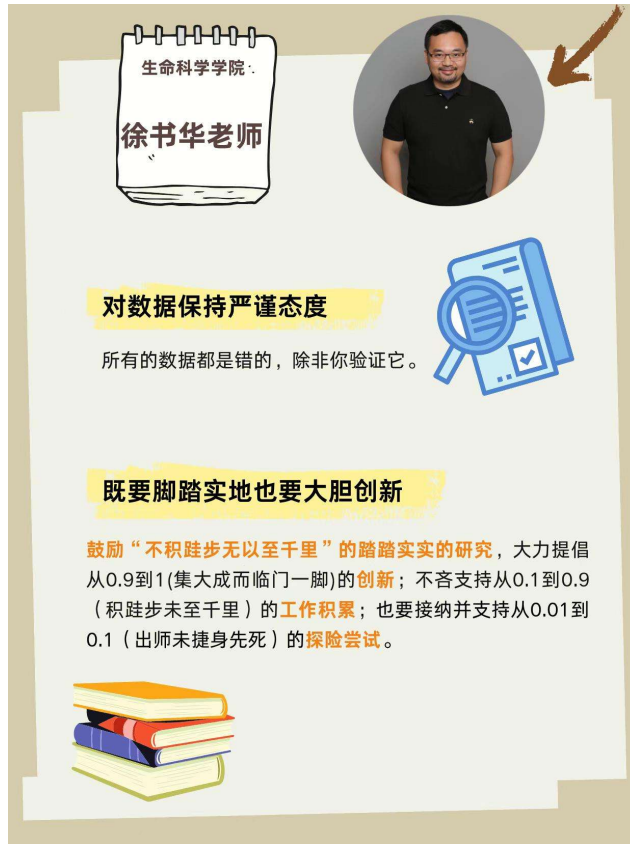 生命科学学院
徐书华老师
对数据保持严谨态度
所有的数据都是错的，除非你验证它。
既要脚踏实地也要大胆创新
鼓励“不积跬步无以至千里”的踏踏实实的研究，大力提倡
从0.9到1(集大成而临门一脚)的创新；不吝支持从0.1到0.9
（积跬步未至千里）的工作积累；也要接纳并支持从0.01到
0.1（出师未捷身先死）的探险尝试。